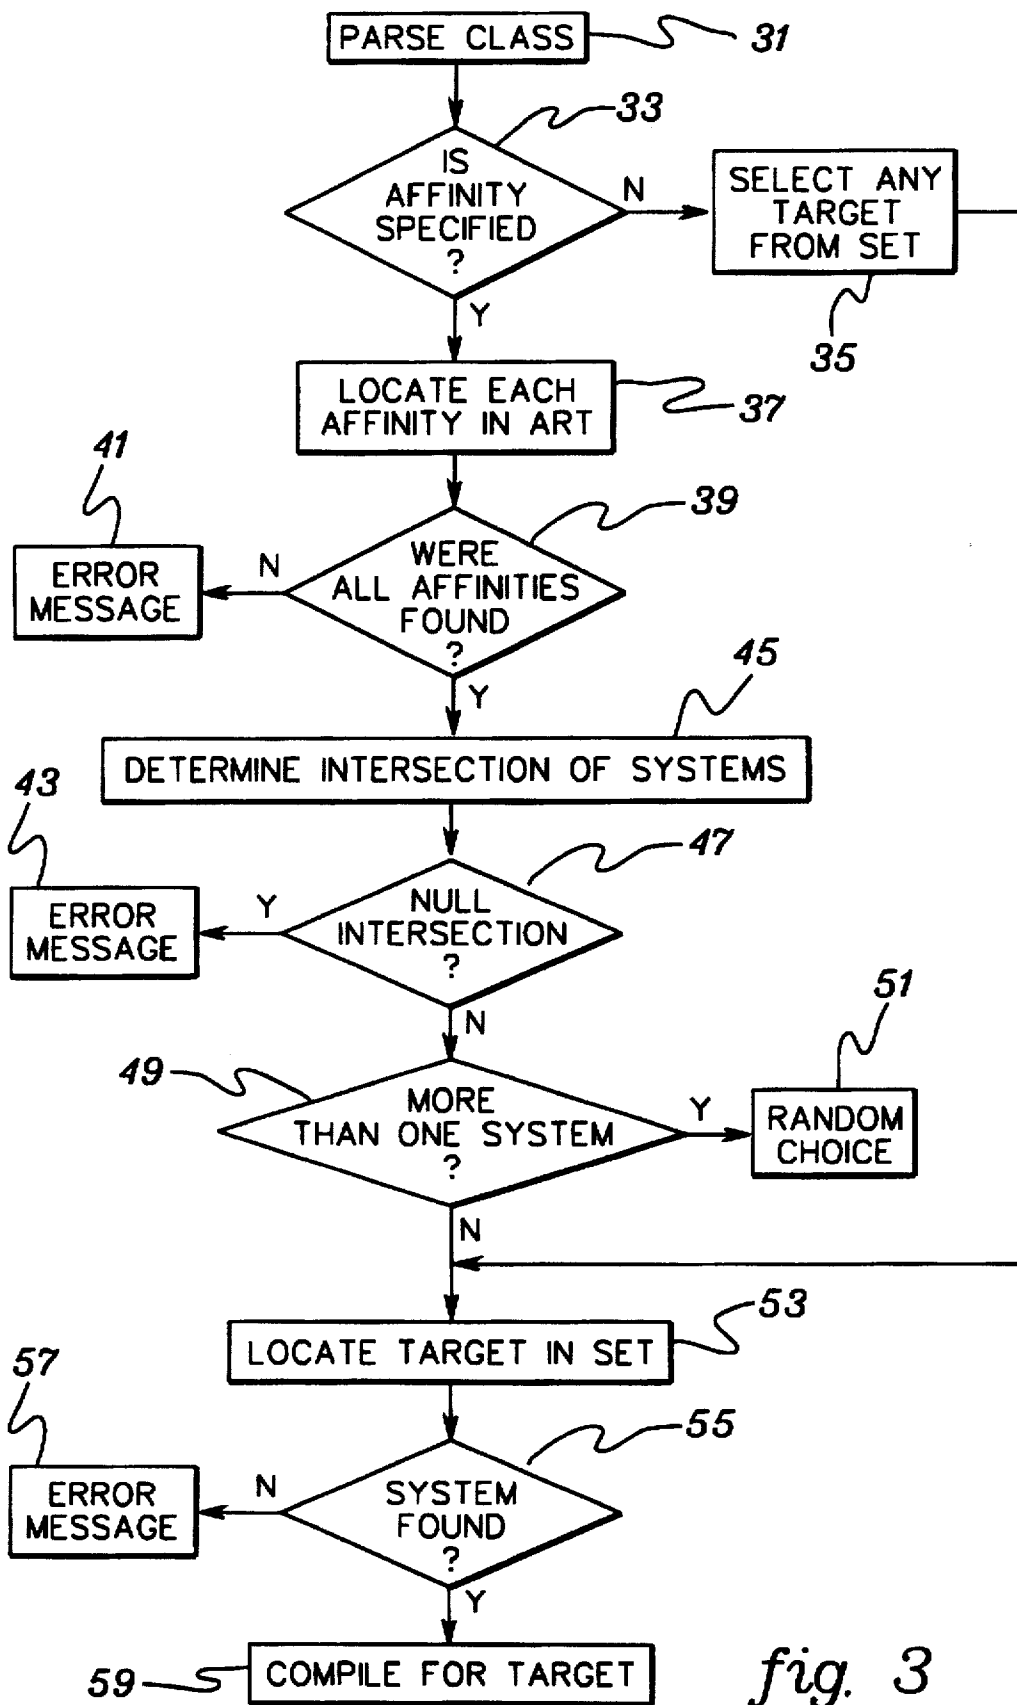 PARSE CLASS
31
33
IS
AFFINITY
SPECIFIED
?
N
SELECT ANY
TARGET
FROM SET
35
Y
LOCATE EACH
AFFINITY IN ART
37
41
39
ERROR
MESSAGE
N
WERE
ALL AFFINITIES
FOUND
?
Y
45
DETERMINE INTERSECTION OF SYSTEMS
43
47
ERROR
MESSAGE
Y
NULL
INTERSECTION
?
N
51
49
MORE
THAN ONE SYSTEM
?
Y
RANDOM
CHOICE
N
53
LOCATE TARGET IN SET
57
55
ERROR
MESSAGE
N
SYSTEM
FOUND
?
Y
59
COMPILE FOR TARGET
fig. 3